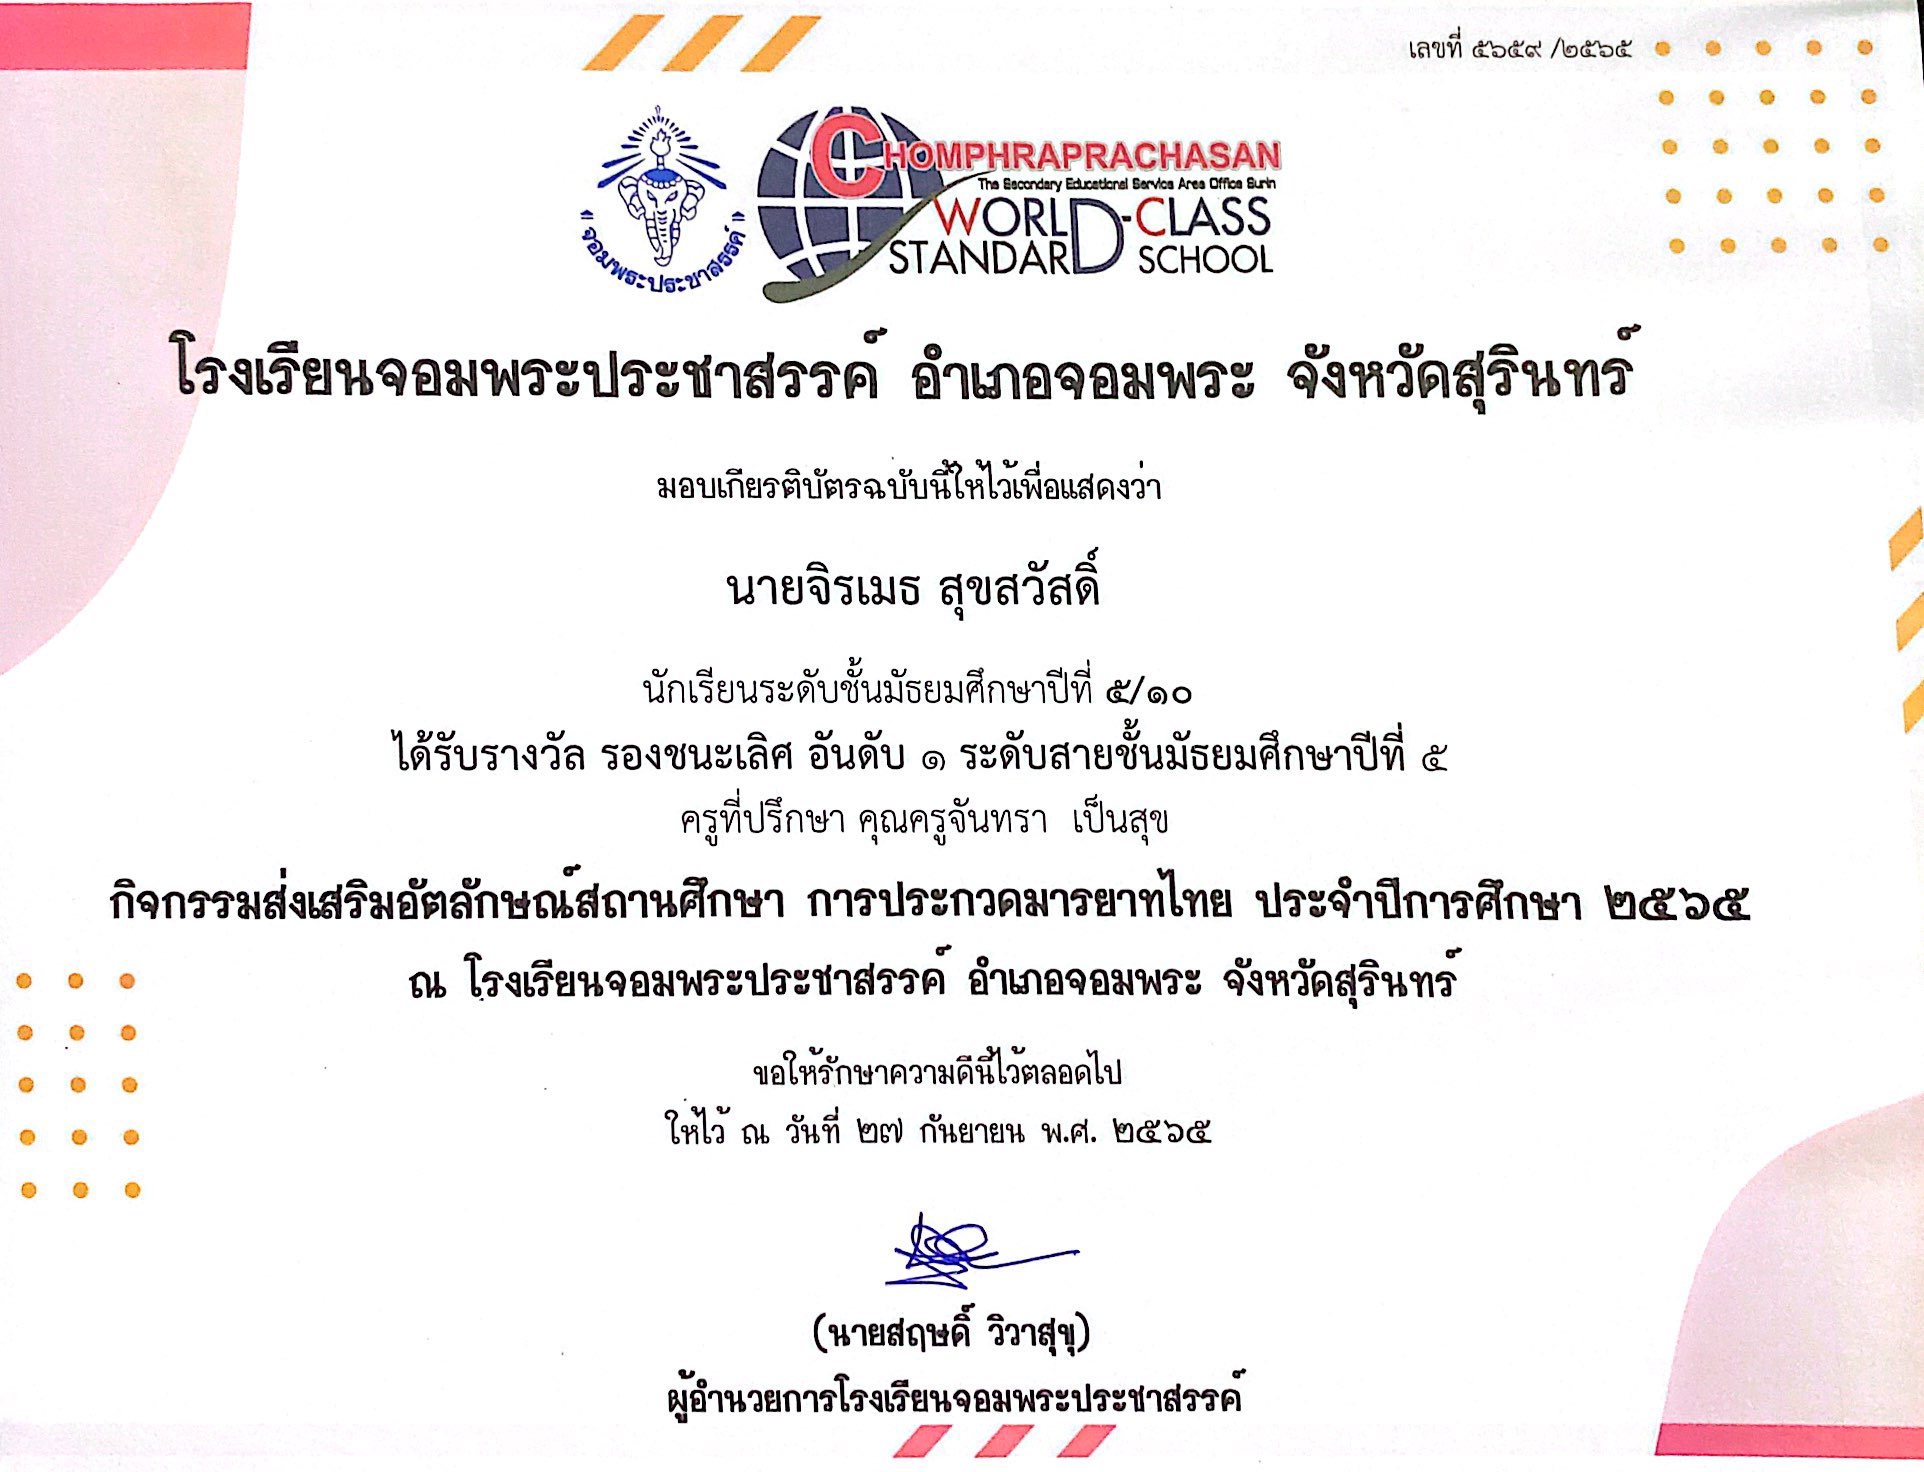 เลขที่ ๕๖๕๙ /๒๕๖๕
CHOMPHRAPRACHASAN
The Secondary Educational Service Area Office Surin
WORLD-CLASS
STANDARD SCHOOL
จอมพระประชาสรรค์
โรงเรียนจอมพระประชาสรรค์ อำเภอจอมพระ จังหวัดสุรินทร์
มอบเกียรติบัตรฉบับนี้ให้ไว้เพื่อแสดงว่า
นายจิรเมธ สุขสวัสดิ์
นักเรียนระดับชั้นมัธยมศึกษาปีที่ ๕/๑๐
ได้รับรางวัล รองชนะเลิศ อันดับ ๑ ระดับสายชั้นมัธยมศึกษาปีที่ ๕
ครูที่ปรึกษา คุณครูจันทรา เป็นสุข
กิจกรรมส่งเสริมอัตลักษณ์สถานศึกษา การประกวดมารยาทไทย ประจำปีการศึกษา ๒๕๖๕
ณ โรงเรียนจอมพระประชาสรรค์ อำเภอจอมพระ จังหวัดสุรินทร์
ขอให้รักษาความดีนี้ไว้ตลอดไป
ให้ไว้ ณ วันที่ ๒๗ กันยายน พ.ศ. ๒๕๖๕
(นายสฤษดิ์ วิวาสุขุ)
ผู้อำนวยการโรงเรียนจอมพระประชาสรรค์